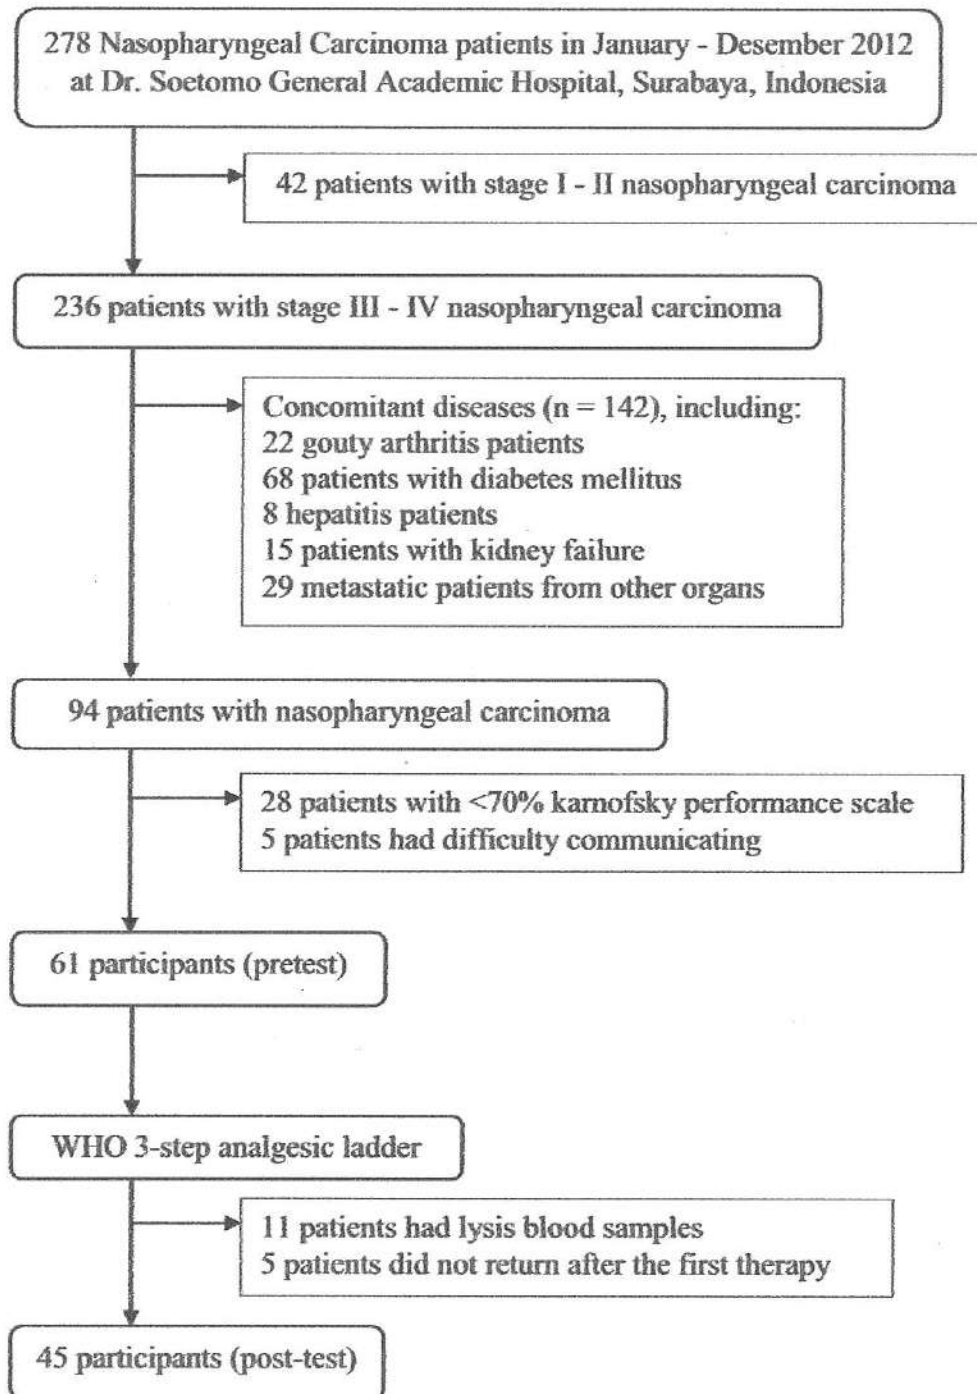 278 Nasopharyngeal Carcinoma patients in January - Desember 2012
at Dr. Soetomo General Academic Hospital, Surabaya, Indonesia
42 patients with stage I - II nasopharyngeal carcinoma
236 patients with stage III - IV nasopharyngeal carcinoma
Concomitant diseases (n = 142), including:
22 gouty arthritis patients
68 patients with diabetes mellitus
8 hepatitis patients
15 patients with kidney failure
29 metastatic patients from other organs
94 patients with nasopharyngeal carcinoma
28 patients with <70% karnofsky performance scale
5 patients had difficulty communicating
61 participants (pretest)
WHO 3-step analgesic ladder
11 patients had lysis blood samples
5 patients did not return after the first therapy
45 participants (post-test)